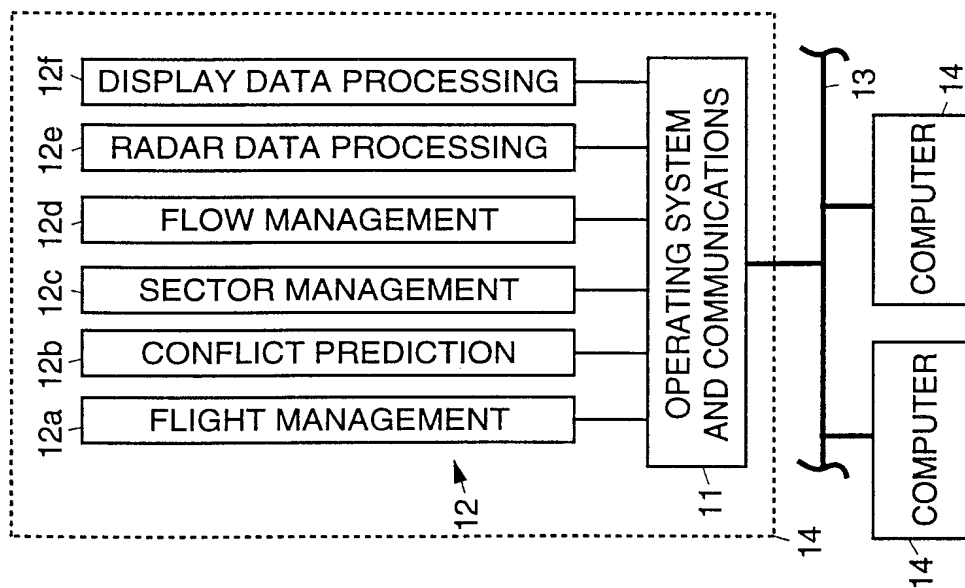 12f
DISPLAY DATA PROCESSING
12e
RADAR DATA PROCESSING
12d
FLOW MANAGEMENT
12c
SECTOR MANAGEMENT
12b
CONFLICT PREDICTION
12a
FLIGHT MANAGEMENT
12
OPERATING SYSTEM
AND COMMUNICATIONS
11
14
13
COMPUTER
14
COMPUTER
14